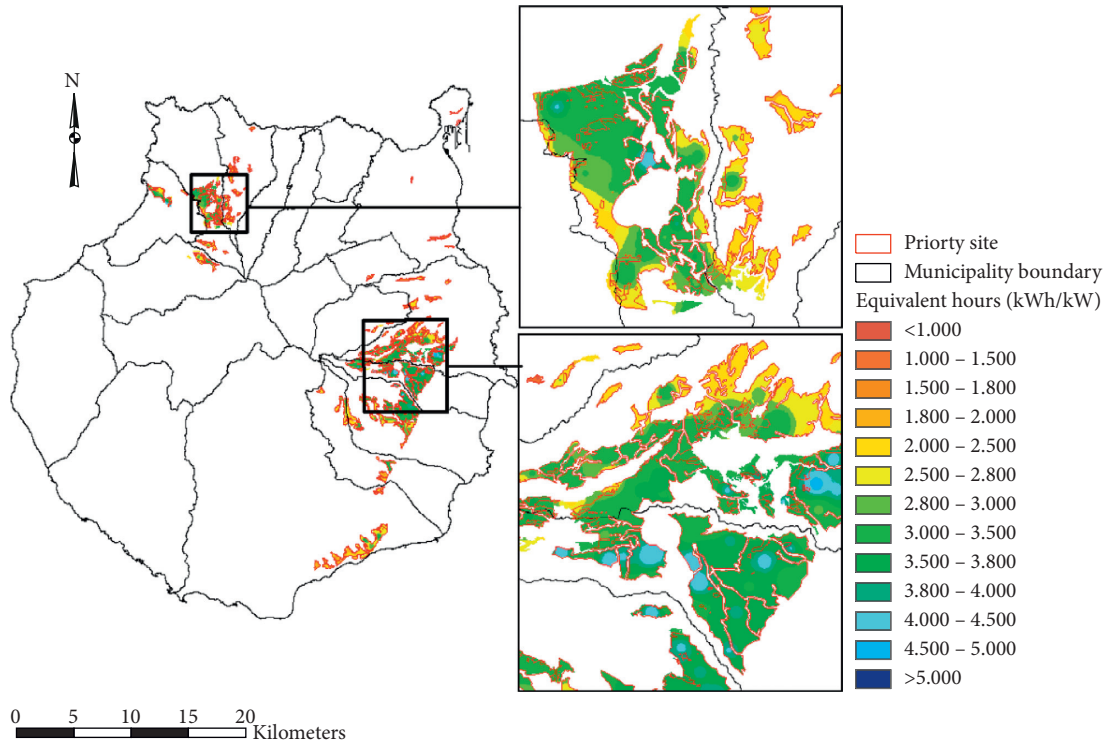 N
Priorty site
Municipality boundary
Equivalent hours (kWh/kW)
<1.000
1.000 – 1.500
1.500 – 1.800
1.800 – 2.000
2.000 – 2.500
2.500 – 2.800
2.800 – 3.000
3.000 – 3.500
3.500 – 3.800
3.800 – 4.000
4.000 – 4.500
4.500 – 5.000
>5.000
0 5 10 15 20
Kilometers